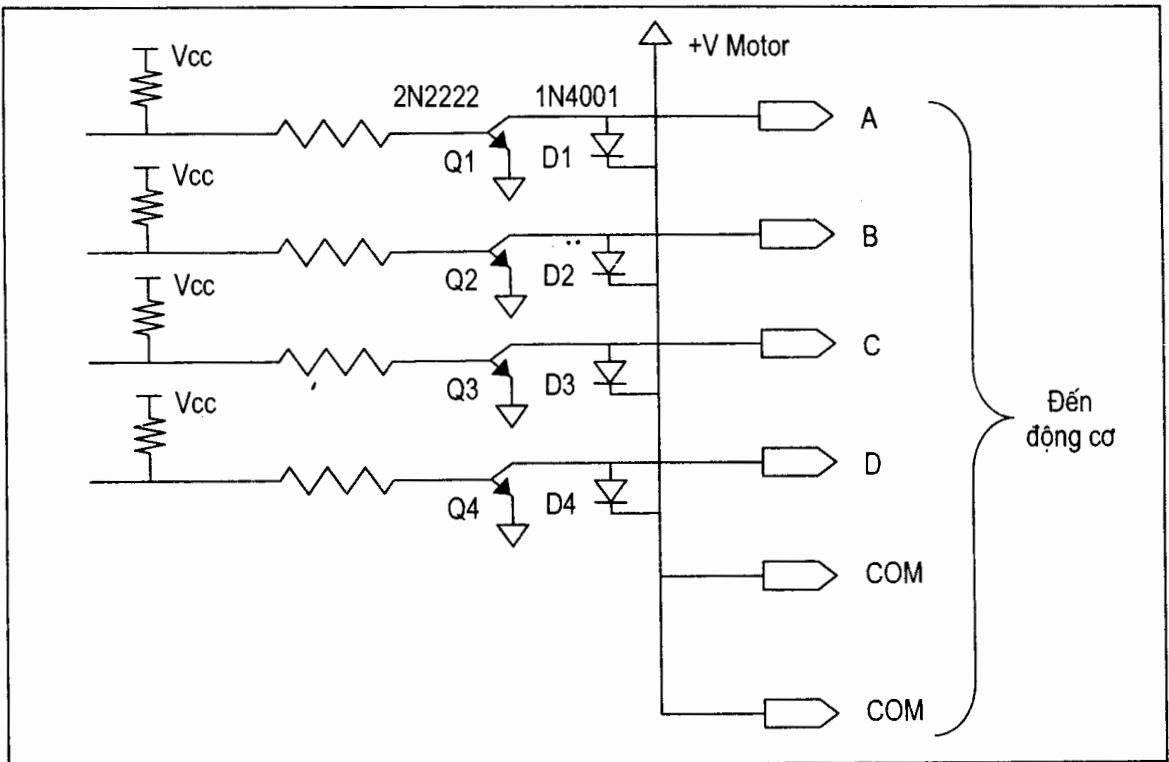 Vcc
+V Motor
2N2222
1N4001
A
Q1
D1
Vcc
B
Q2
D2
Vcc
C
Q3
D3
Vcc
D
Q4
D4
COM
COM
Đến
động cơ